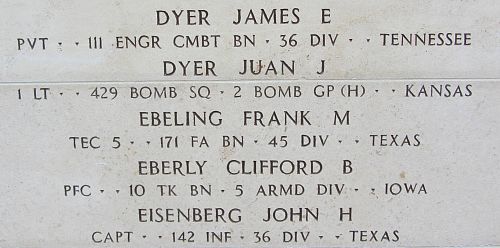 DYER JAMES E
PVT · · 111 ENGR CMBT BN · 36 DIV · · TENNESSEE
DYER JUAN J
1 LT · · 429 BOMB SQ · 2 BOMB GP (H) · · KANSAS
EBELING FRANK M
TEC 5 · · 171 FA BN · 45 DIV · · TEXAS
EBERLY CLIFFORD B
PFC · · 10 TK BN · 5 ARMD DIV · · IOWA
EISENBERG JOHN H
CAPT · · 142 INF · 36 DIV · · TEXAS